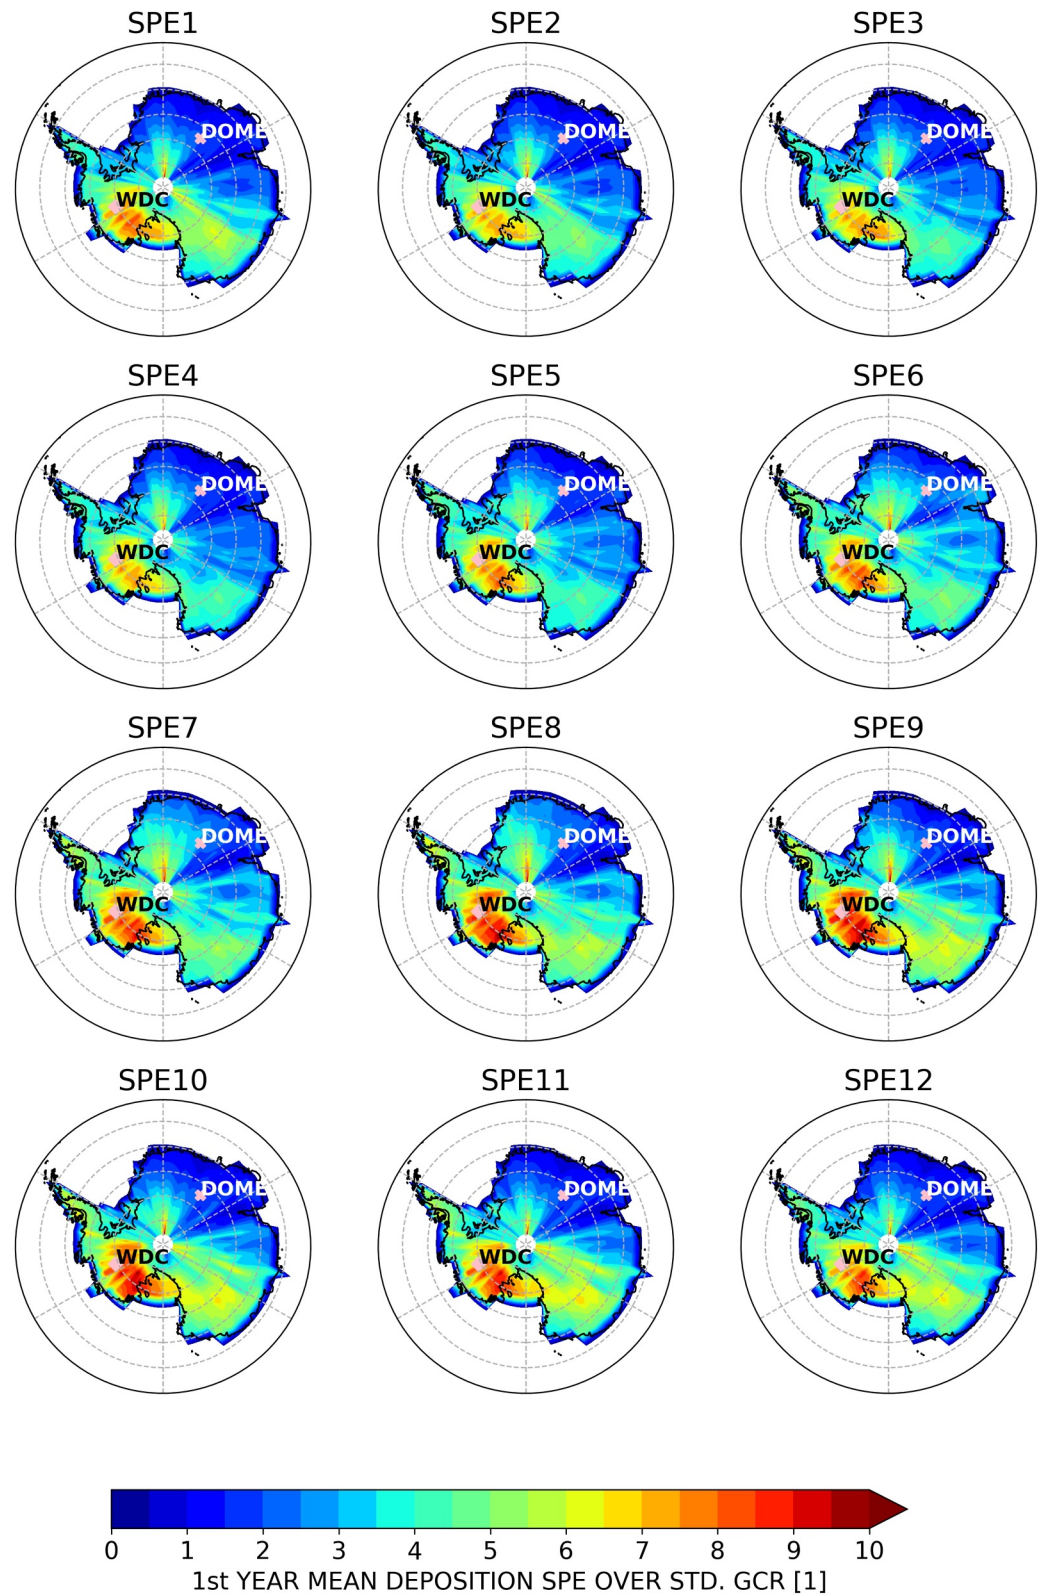 SPE1 SPE2 SPE3
DOME DOME DOME
WDC WDC WDC
SPE4 SPE5 SPE6
DOME DOME DOME
WDC WDC WDC
SPE7 SPE8 SPE9
DOME DOME DOME
WDC WDC WDC
SPE10 SPE11 SPE12
DOME DOME DOME
WDC WDC WDC
0 1 2 3 4 5 6 7 8 9 10
1st YEAR MEAN DEPOSITION SPE OVER STD. GCR [1]